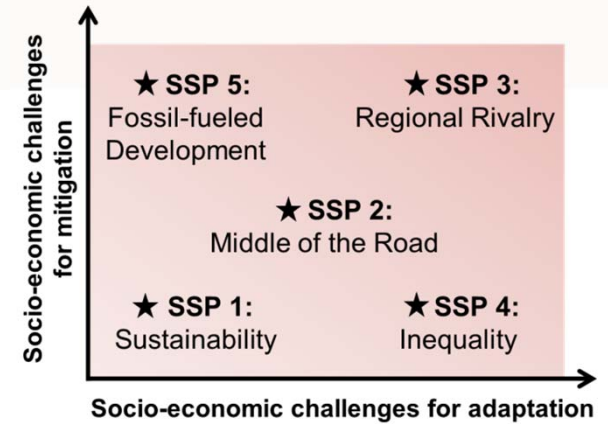 Socio-economic challenges
for mitigation
★ SSP 5:
Fossil-fueled
Development
★ SSP 3:
Regional Rivalry
★ SSP 2:
Middle of the Road
★ SSP 1:
Sustainability
★ SSP 4:
Inequality
Socio-economic challenges for adaptation